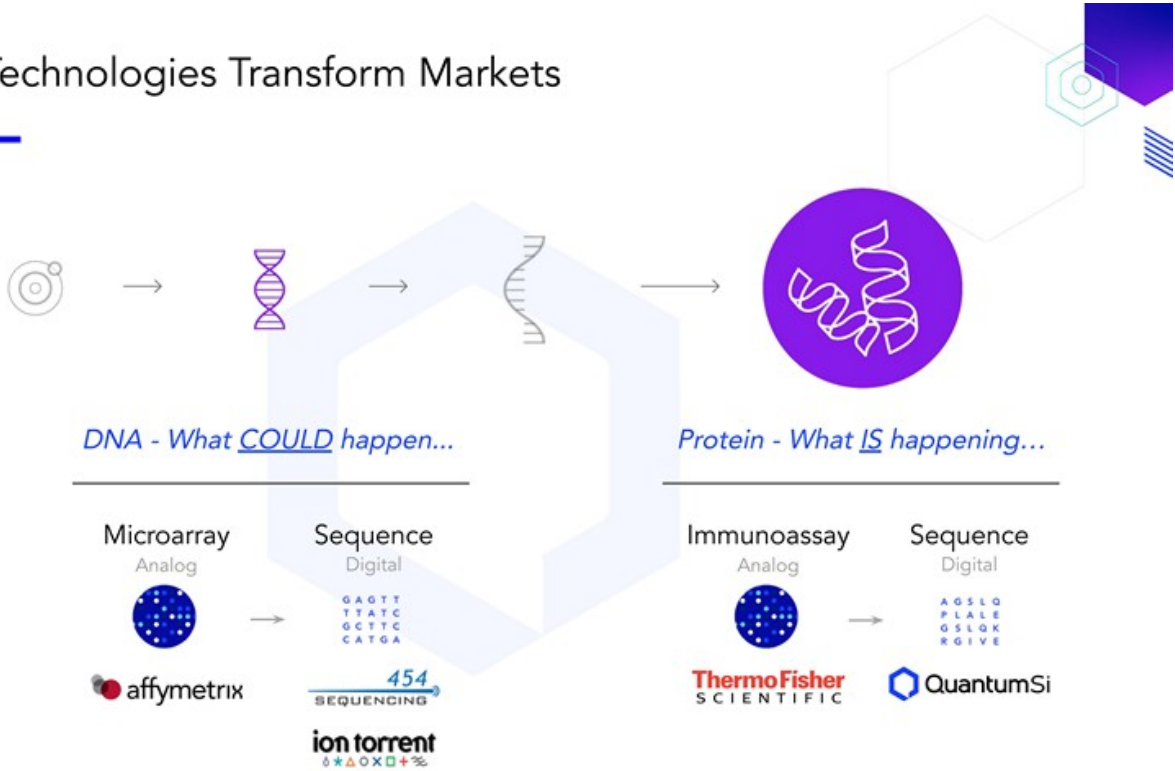 Technologies Transform Markets
DNA - What COULD happen...
Protein - What IS happening...
Microarray
Analog
Sequence
Digital
GAGTT
TTATC
GCTTC
CATGA
affymetrix
454
SEQUENCING
ion torrent
Immunoassay
Analog
Sequence
Digital
AGSLQ
PLALE
GSLQK
RGIVE
ThermoFisher
SCIENTIFIC
QuantumSi